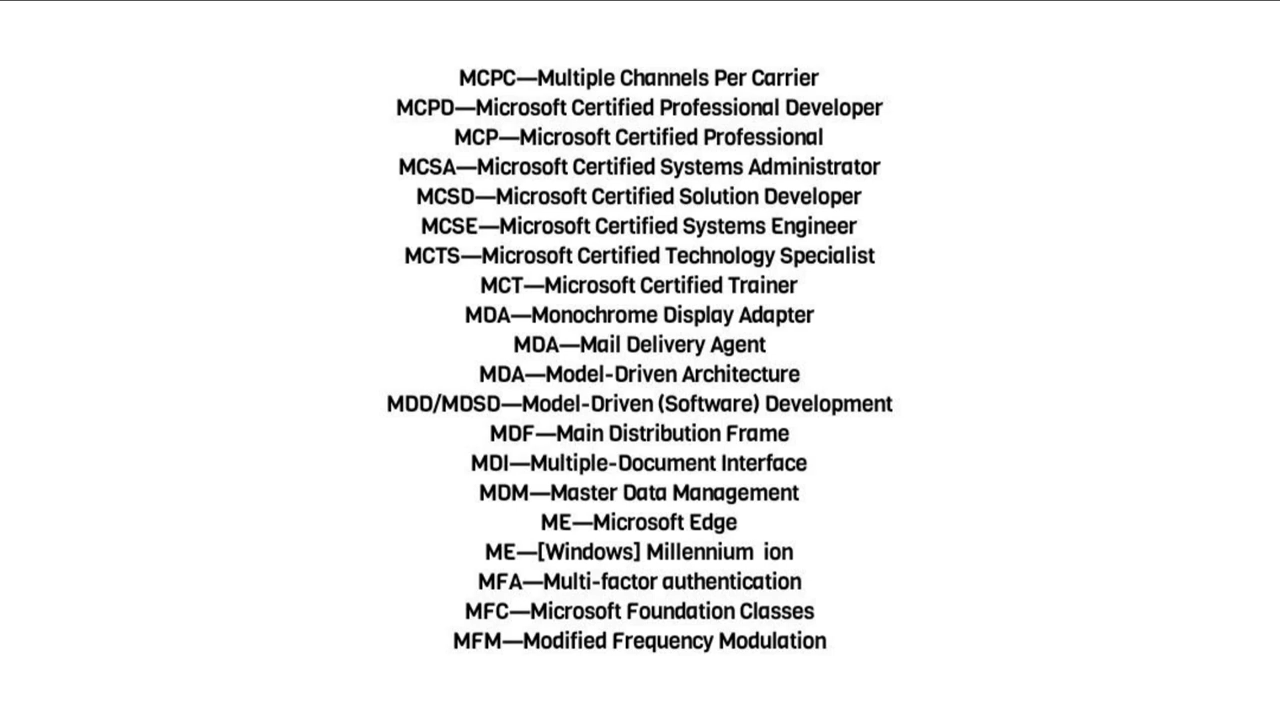 MCPC—Multiple Channels Per Carrier
MCPD—Microsoft Certified Professional Developer
MCP—Microsoft Certified Professional
MCSA—Microsoft Certified Systems Administrator
MCSD—Microsoft Certified Solution Developer
MCSE—Microsoft Certified Systems Engineer
MCTS—Microsoft Certified Technology Specialist
MCT—Microsoft Certified Trainer
MDA—Monochrome Display Adapter
MDA—Mail Delivery Agent
MDA—Model-Driven Architecture
MDD/MDSD—Model-Driven (Software) Development
MDF—Main Distribution Frame
MDI—Multiple-Document Interface
MDM—Master Data Management
ME—Microsoft Edge
ME—[Windows] Millennium  ion
MFA—Multi-factor authentication
MFC—Microsoft Foundation Classes
MFM—Modified Frequency Modulation